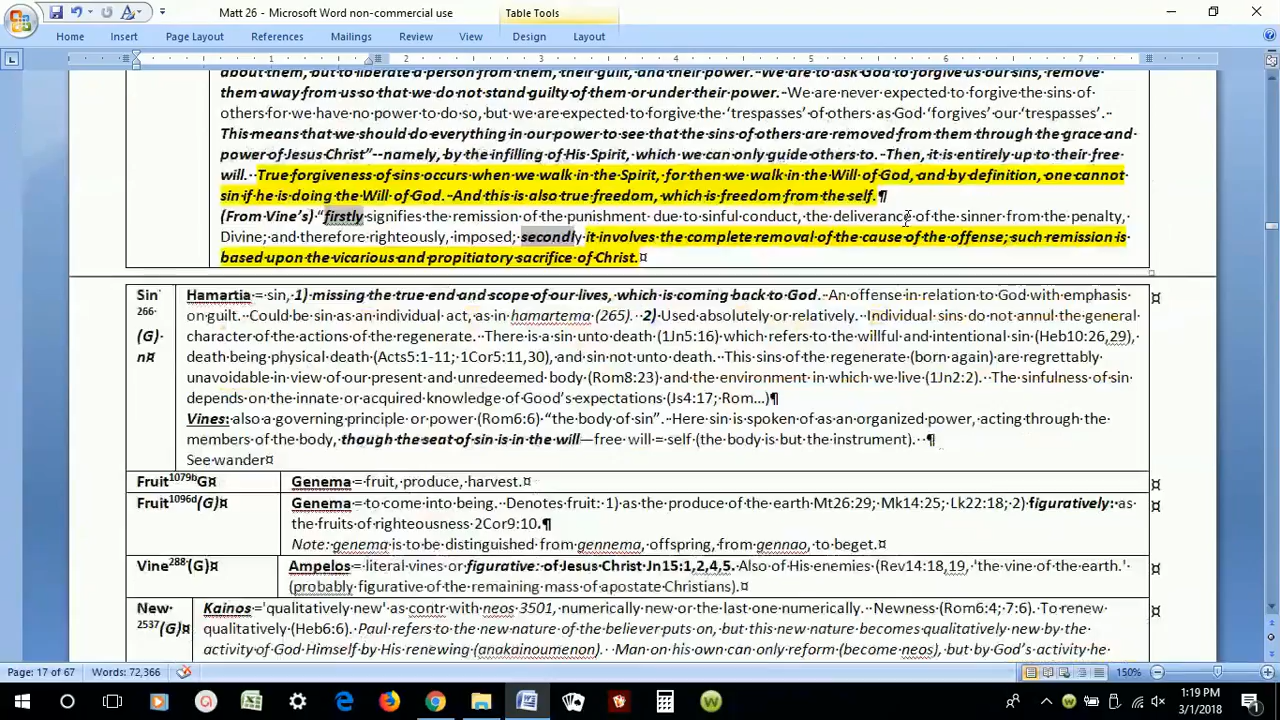 Matt 26 - Microsoft Word non-commercial use
Table Tools
Home Insert Page Layout References Mailings Review View Design Layout
1 2 3 4 5 6 7
about·them,·but·to·liberate·a·person·from·them,·their·guilt,·and·their·power.·-We·are·to·ask·God·to·forgive·us·our·sins,·remove·
them·away·from·us·so·that·we·do·not·stand·guilty·of·them·or·under·their·power.·-We·are·never·expected·to·forgive·the·sins·of·
others·for·we·have·no·power·to·do·so,·but·we·are·expected·to·forgive·the·‘trespasses’·of·others·as·God·‘forgives’·our·‘trespasses’.··
This·means·that·we·should·do·everything·in·our·power·to·see·that·the·sins·of·others·are·removed·from·them·through·the·grace·and·
power·of·Jesus·Christ”--namely,·by·the·infilling·of·His·Spirit,·which·we·can·only·guide·others·to.·-Then,·it·is·entirely·up·to·their·free·
will.··True·forgiveness·of·sins·occurs·when·we·walk·in·the·Spirit,·for·then·we·walk·in·the·Will·of·God,·and·by·definition,·one·cannot·
sin·if·he·is·doing·the·Will·of·God.·-And·this·is·also·true·freedom,·which·is·freedom·from·the·self.¶
(From·Vine’s)·“firstly·signifies·the·remission·of·the·punishment·due·to·sinful·conduct,·the·deliverance·of·the·sinner·from·the·penalty,·
Divine;·and·therefore·righteously,·imposed;·secondly·it·involves·the·complete·removal·of·the·cause·of·the·offense;·such·remission·is·
based·upon·the·vicarious·and·propitiatory·sacrifice·of·Christ.¤
Sin·
266·
(G)·
n¤
Hamartia·=·sin,·1)·missing·the·true·end·and·scope·of·our·lives,·which·is·coming·back·to·God.··An·offense·in·relation·to·God·with·emphasis·
on·guilt.··Could·be·sin·as·an·individual·act,·as·in·hamartema·(265).··2)·Used·absolutely·or·relatively.··Individual·sins·do·not·annul·the·general·
character·of·the·actions·of·the·regenerate.··There·is·a·sin·unto·death·(1Jn5:16)·which·refers·to·the·willful·and·intentional·sin·(Heb10:26,29),·
death·being·physical·death·(Acts5:1-11;·1Cor5:11,30),·and·sin·not·unto·death.··This·sins·of·the·regenerate·(born·again)·are·regrettably·
unavoidable·in·view·of·our·present·and·unredeemed·body·(Rom8:23)·and·the·environment·in·which·we·live·(1Jn2:2).··The·sinfulness·of·sin·
depends·on·the·innate·or·acquired·knowledge·of·Good’s·expectations·(Js4:17;·Rom...)¶
Vines:·also·a·governing·principle·or·power·(Rom6:6)·“the·body·of·sin”.··Here·sin·is·spoken·of·as·an·organized·power,·acting·through·the·
members·of·the·body,·though·the·seat·of·sin·is·in·the·will—free·will·=·self·(the·body·is·but·the·instrument).··¶
See·wander¤
Fruit1079bG¤ Genema·=·fruit,·produce,·harvest.¤
Fruit1096d(G)¤ Genema·=·to·come·into·being.··Denotes·fruit:·1)·as·the·produce·of·the·earth·Mt26:29;·Mk14:25;·Lk22:18;·2)·figuratively:·as·
the·fruits·of·righteousness·2Cor9:10.¶
Note:·genema·is·to·be·distinguished·from·gennema,·offspring,·from·gennao,·to·beget.¤
Vine288(G)¤ Ampelos·=·literal·vines·or·figurative:·of·Jesus·Christ·Jn15:1,2,4,5.··Also·of·His·enemies·(Rev14:18,19,·'the·vine·of·the·earth.'·
(probably·figurative·of·the·remaining·mass·of·apostate·Christians).¤
New·
2537(G)¤
Kainos·='qualitatively·new'·as·contr·with·neos·3501,·numerically·new·or·the·last·one·numerically.··Newness·(Rom6:4;·7:6).··To·renew·
qualitatively·(Heb6:6).··Paul·refers·to·the·new·nature·of·the·believer·puts·on,·but·this·new·nature·becomes·qualitatively·new·by·the·
activity·of·God·Himself·by·His·renewing·(anakainoumenon).··Man·on·his·own·can·only·reform·(become·neos),·but·by·God's·activity·he·
Page: 17 of 67 Words: 72,366 150%
1:19 PM
3/1/2018